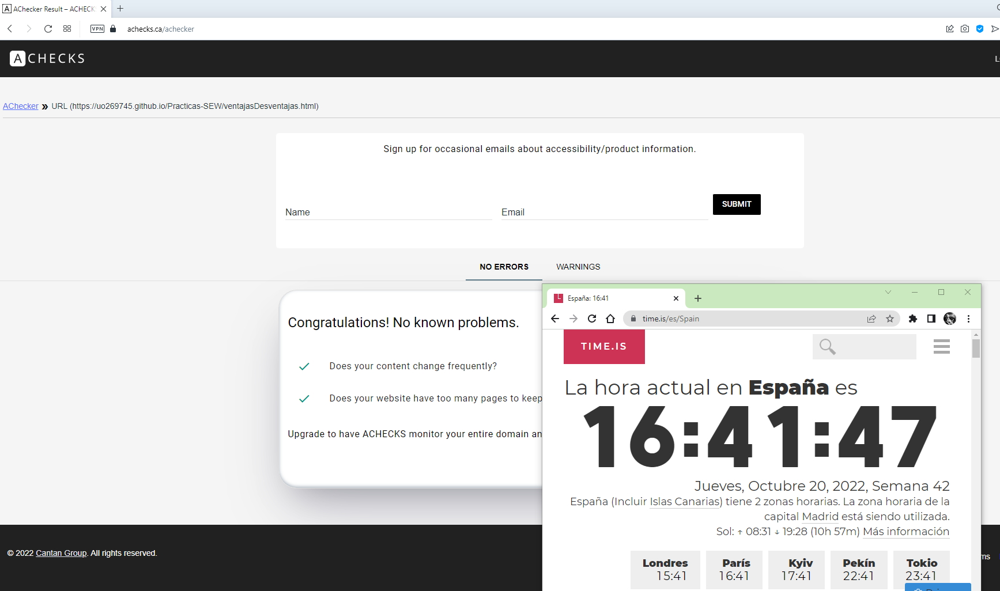 AChecker Result – ACHECK
VPN
achecks.ca/achecker
A CHECKS
AChecker » URL (https://uo269745.github.io/Practicas-SEW/ventajasDesventajas.html)
Sign up for occasional emails about accessibility/product information.
Name
Email
SUBMIT
NO ERRORS
WARNINGS
Congratulations! No known problems.
Does your content change frequently?
Does your website have too many pages to keep
Upgrade to have ACHECKS monitor your entire domain an
© 2022 Cantan Group. All rights reserved.
ms
España: 16:41
time.is/es/Spain
TIME.IS
La hora actual en España es
16:41:47
Jueves, Octubre 20, 2022, Semana 42
España (Incluir Islas Canarias) tiene 2 zonas horarias. La zona horaria de la
capital Madrid está siendo utilizada.
Sol: ↑ 08:31 ↓ 19:28 (10h 57m) Más información
Londres
15:41
París
16:41
Kyiv
17:41
Pekín
22:41
Tokio
23:41